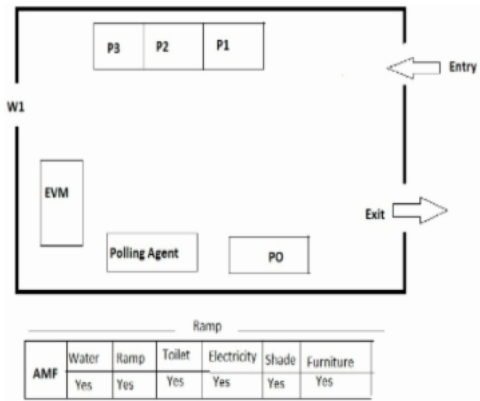 P3 P2 P1
Entry
W1
EVM
Exit
Polling Agent
PO
Ramp
AMF Water Ramp Toilet Electricity Shade Furniture
Yes Yes Yes Yes Yes Yes